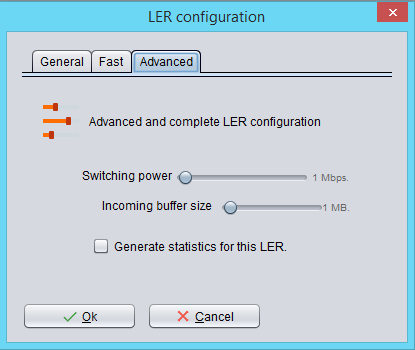 LER configuration
General Fast Advanced
Advanced and complete LER configuration
Switching power 1 Mbps.
Incoming buffer size 1 MB.
Generate statistics for this LER.
Ok Cancel